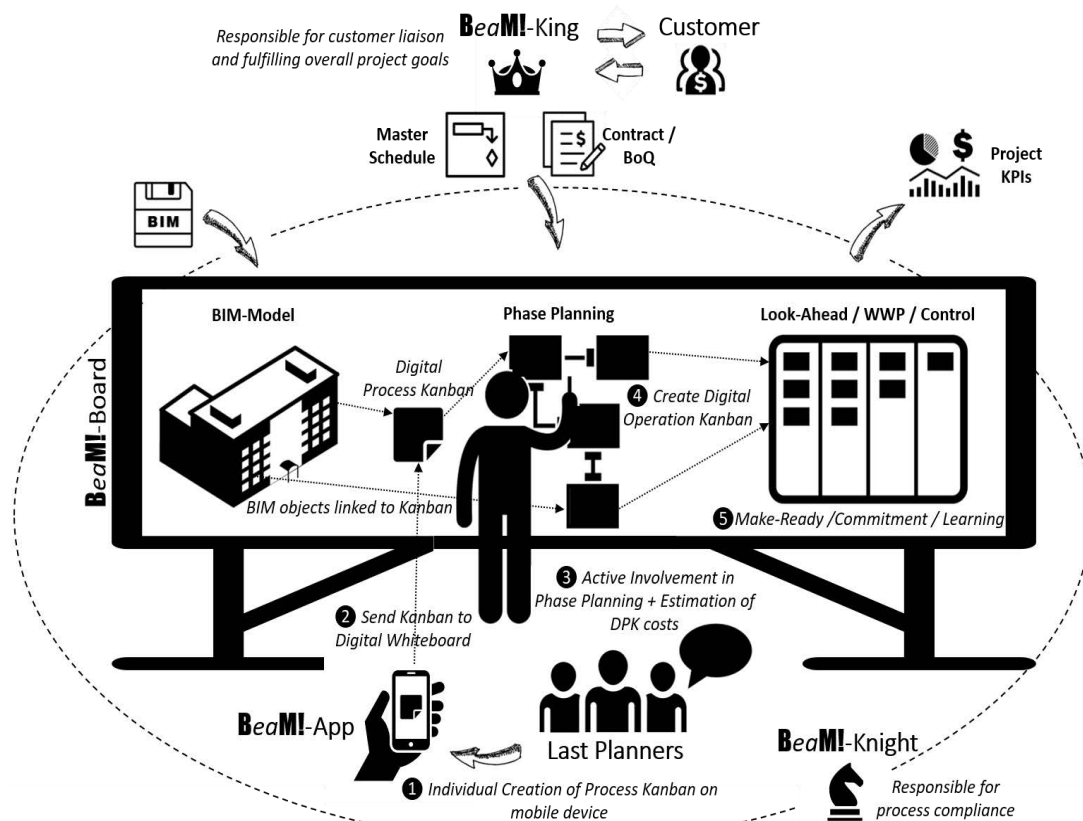 BeaM!-King
Customer
Responsible for customer liaison
and fulfilling overall project goals
Master
Schedule
Contract /
BoQ
$
$
$
Project
KPIs
BIM
BeaM!-Board
BIM-Model
Phase Planning
Look-Ahead / WWP / Control
Digital
Process Kanban
4 Create Digital
Operation Kanban
BIM objects linked to Kanban
5 Make-Ready /Commitment / Learning
3 Active Involvement in
Phase Planning + Estimation of
DPK costs
2 Send Kanban to
Digital Whiteboard
BeaM!-App
Last Planners
1 Individual Creation of Process Kanban on
mobile device
BeaM!-Knight
Responsible for
process compliance